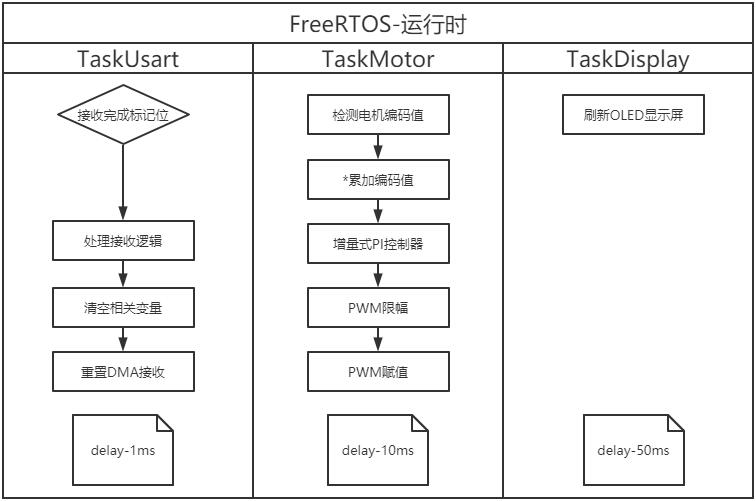 FreeRTOS-运行时
TaskUsart
TaskMotor
TaskDisplay
接收完成标记位
处理接收逻辑
清空相关变量
重置DMA接收
delay-1ms
检测电机编码值
*累加编码值
增量式PI控制器
PWM限幅
PWM赋值
delay-10ms
刷新OLED显示屏
delay-50ms